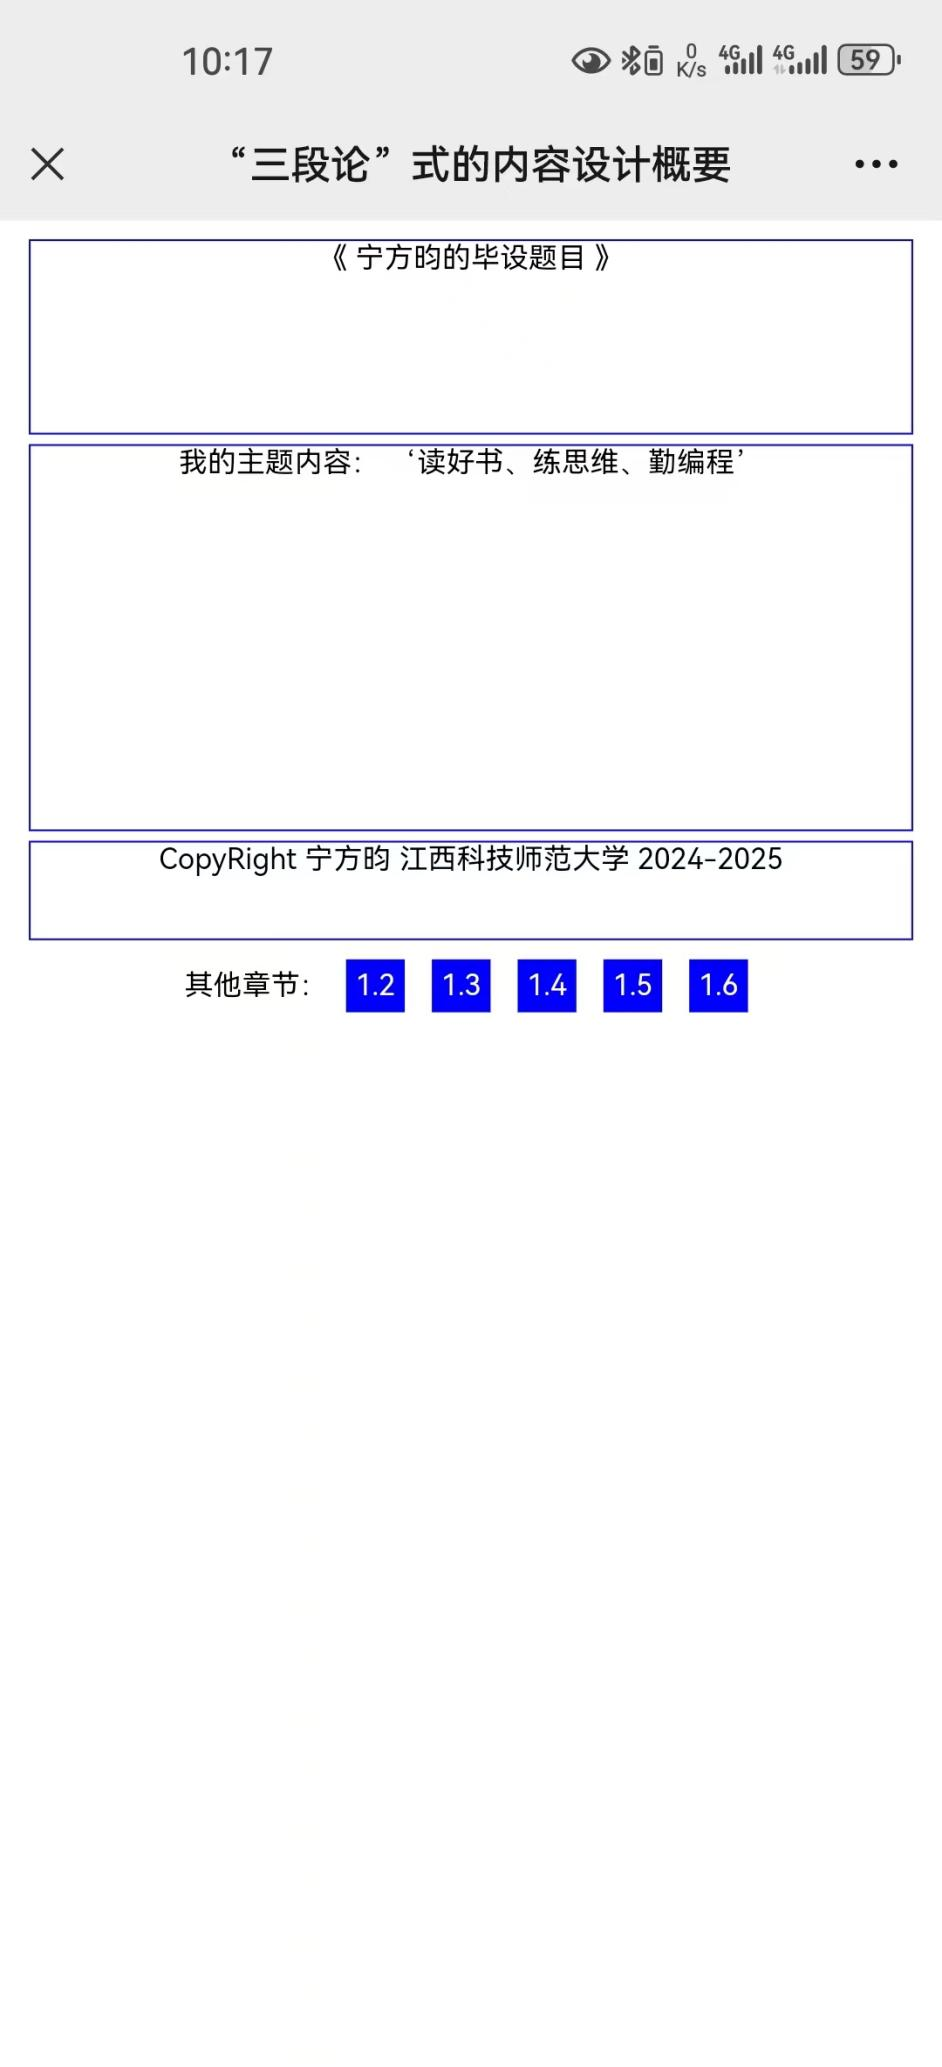 10:17
0
K/s
4G
4G
59
“三段论”式的内容设计概要
《 宁方昀的毕设题目 》
我的主题内容： ‘读好书、练思维、勤编程’
CopyRight 宁方昀 江西科技师范大学 2024-2025
其他章节： 1.2 1.3 1.4 1.5 1.6